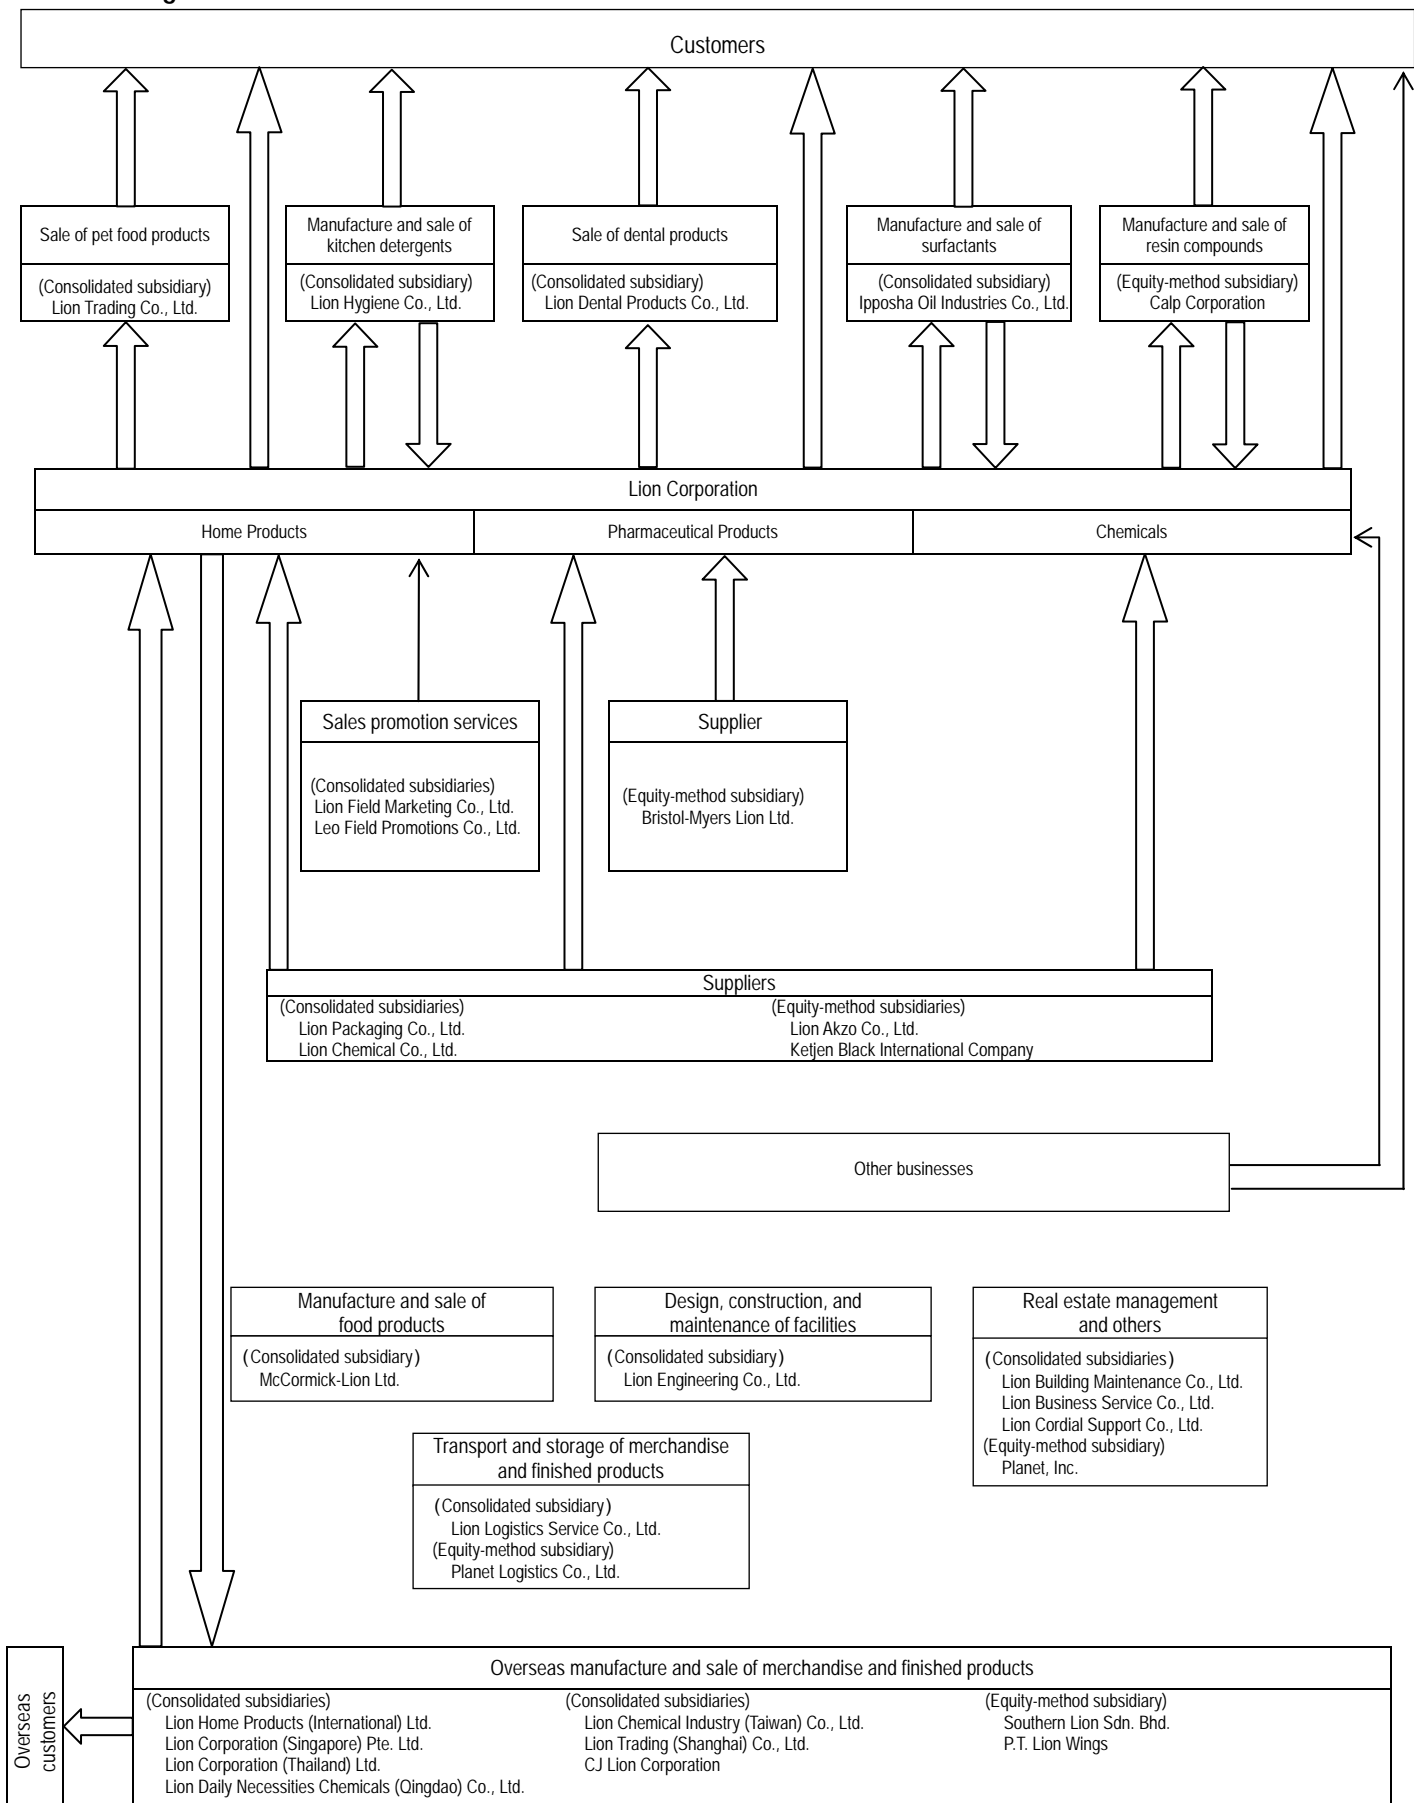 Customers
Sale of pet food products
(Consolidated subsidiary)
Lion Trading Co., Ltd.
Manufacture and sale of
kitchen detergents
(Consolidated subsidiary)
Lion Hygiene Co., Ltd.
Sale of dental products
(Consolidated subsidiary)
Lion Dental Products Co., Ltd.
Manufacture and sale of
surfactants
(Consolidated subsidiary)
Ipposha Oil Industries Co., Ltd.
Manufacture and sale of
resin compounds
(Equity-method subsidiary)
Calp Corporation
Lion Corporation
Home Products
Pharmaceutical Products
Chemicals
Sales promotion services
(Consolidated subsidiaries)
Lion Field Marketing Co., Ltd.
Leo Field Promotions Co., Ltd.
Supplier
(Equity-method subsidiary)
Bristol-Myers Lion Ltd.
Suppliers
(Consolidated subsidiaries)
Lion Packaging Co., Ltd.
Lion Chemical Co., Ltd.
(Equity-method subsidiaries)
Lion Akzo Co., Ltd.
Ketjen Black International Company
Other businesses
Manufacture and sale of
food products
(Consolidated subsidiary)
McCormick-Lion Ltd.
Design, construction, and
maintenance of facilities
(Consolidated subsidiary)
Lion Engineering Co., Ltd.
Real estate management
and others
(Consolidated subsidiaries)
Lion Building Maintenance Co., Ltd.
Lion Business Service Co., Ltd.
Lion Cordial Support Co., Ltd.
(Equity-method subsidiary)
Planet, Inc.
Transport and storage of merchandise
and finished products
(Consolidated subsidiary)
Lion Logistics Service Co., Ltd.
(Equity-method subsidiary)
Planet Logistics Co., Ltd.
Overseas
customers
Overseas manufacture and sale of merchandise and finished products
(Consolidated subsidiaries)
Lion Home Products (International) Ltd.
Lion Corporation (Singapore) Pte. Ltd.
Lion Corporation (Thailand) Ltd.
Lion Daily Necessities Chemicals (Qingdao) Co., Ltd.
(Consolidated subsidiaries)
Lion Chemical Industry (Taiwan) Co., Ltd.
Lion Trading (Shanghai) Co., Ltd.
CJ Lion Corporation
(Equity-method subsidiary)
Southern Lion Sdn. Bhd.
P.T. Lion Wings